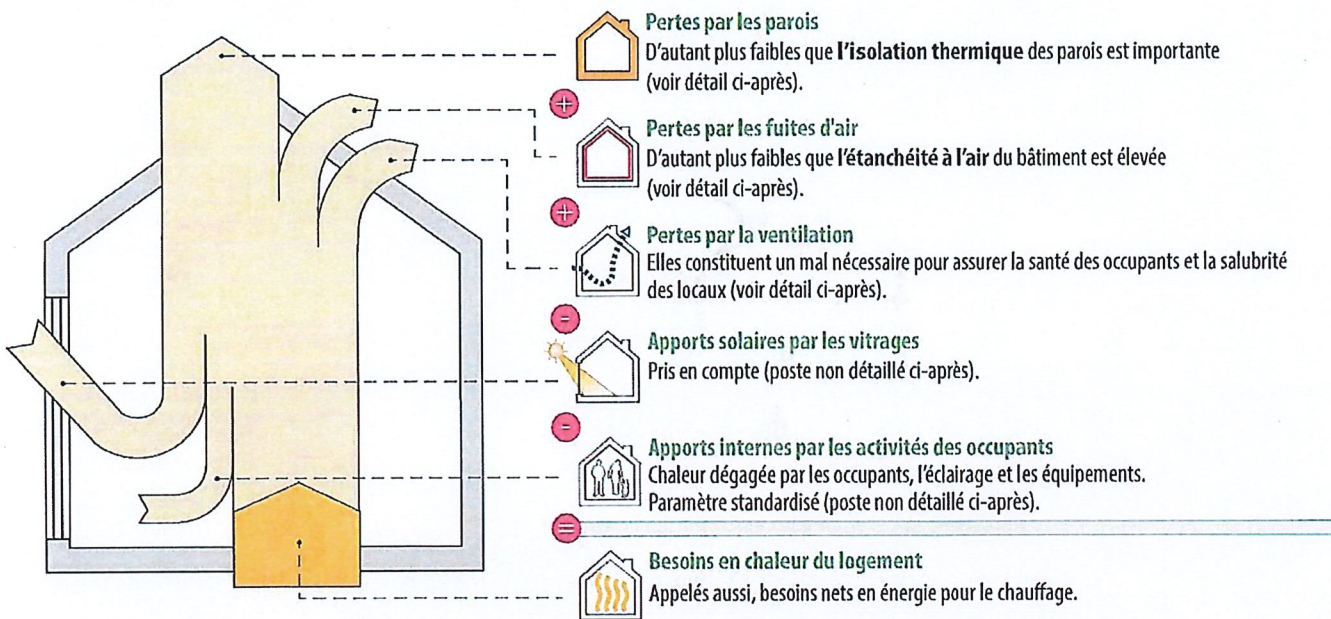 Pertes par les parois
D'autant plus faibles que l'isolation thermique des parois est importante
(voir détail ci-après).
+
Pertes par les fuites d'air
D'autant plus faibles que l'étanchéité à l'air du bâtiment est élevée
(voir détail ci-après).
+
Pertes par la ventilation
Elles constituent un mal nécessaire pour assurer la santé des occupants et la salubrité
des locaux (voir détail ci-après).
-
Apports solaires par les vitrages
Pris en compte (poste non détaillé ci-après).
-
Apports internes par les activités des occupants
Chaleur dégagée par les occupants, l'éclairage et les équipements.
Paramètre standardisé (poste non détaillé ci-après).
=
Besoins en chaleur du logement
Appelés aussi, besoins nets en énergie pour le chauffage.